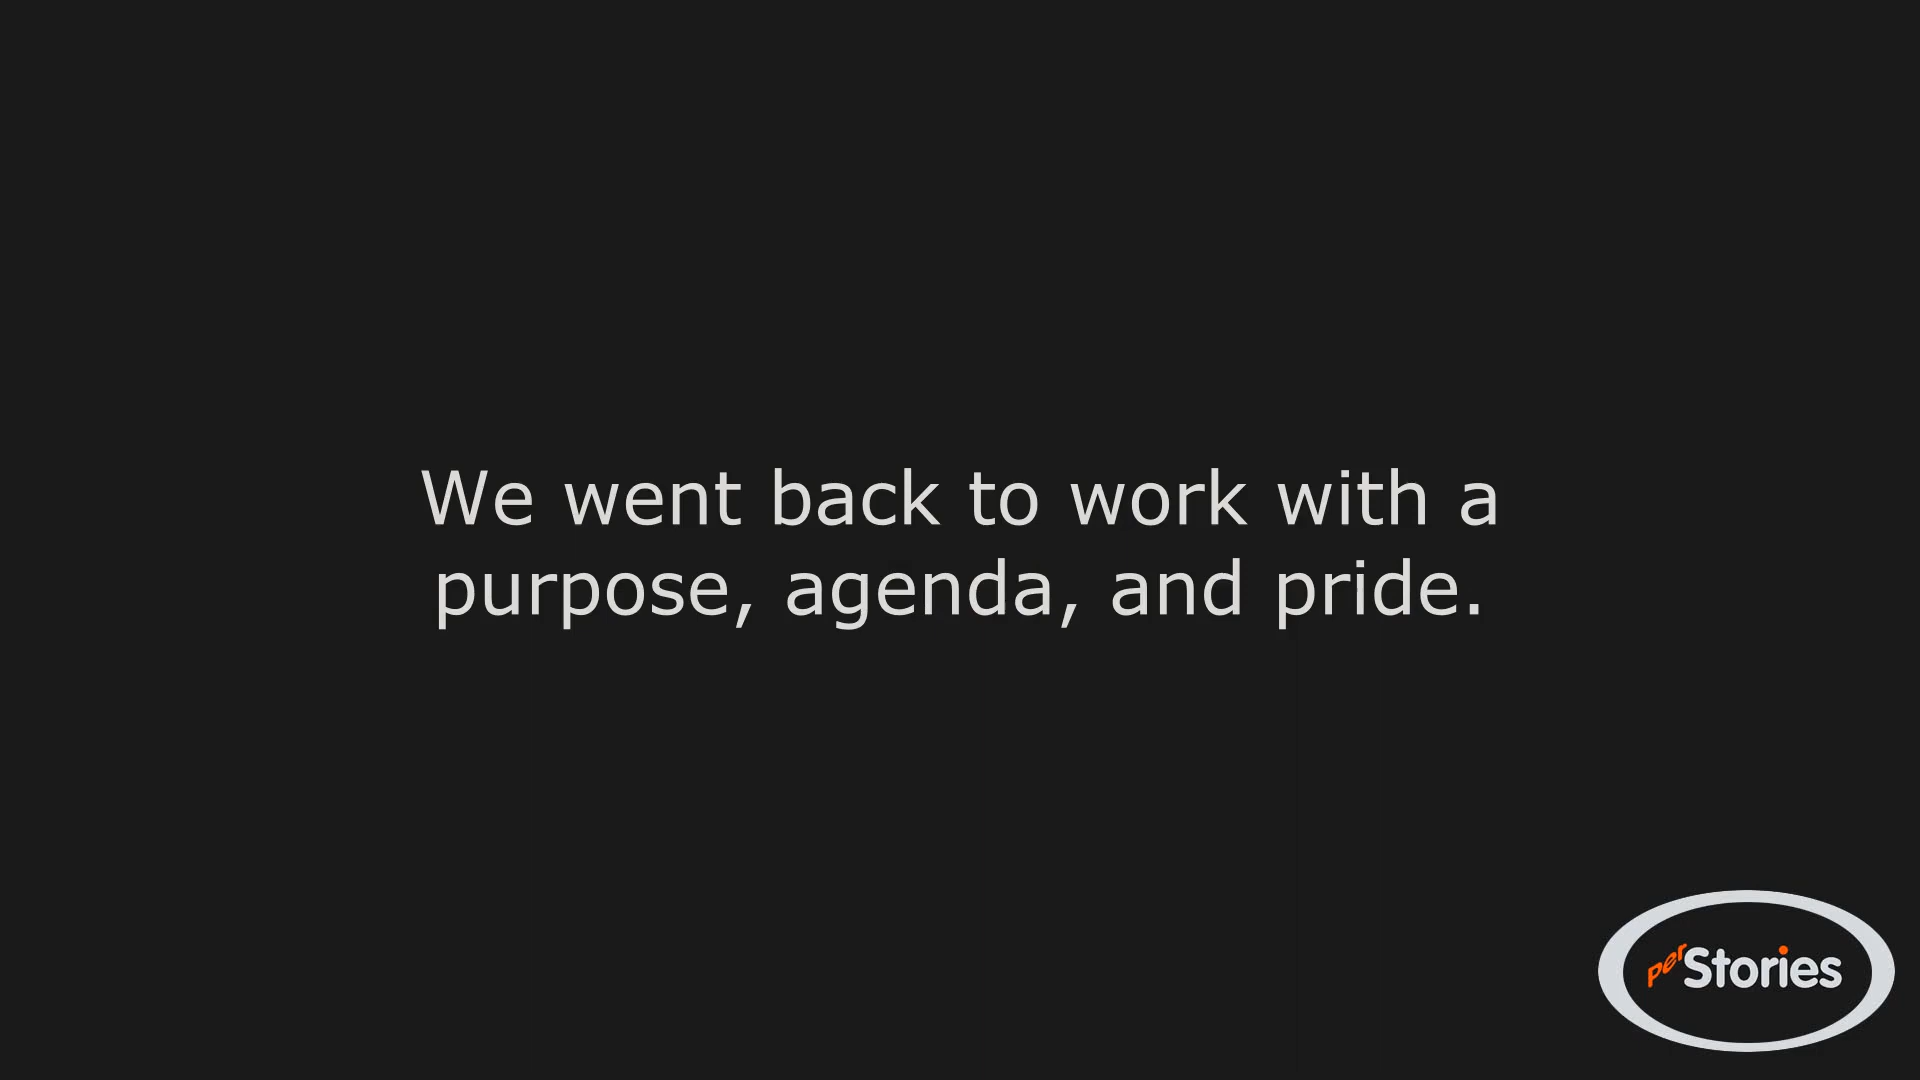 We went back to work with a
purpose, agenda, and pride.
perStories